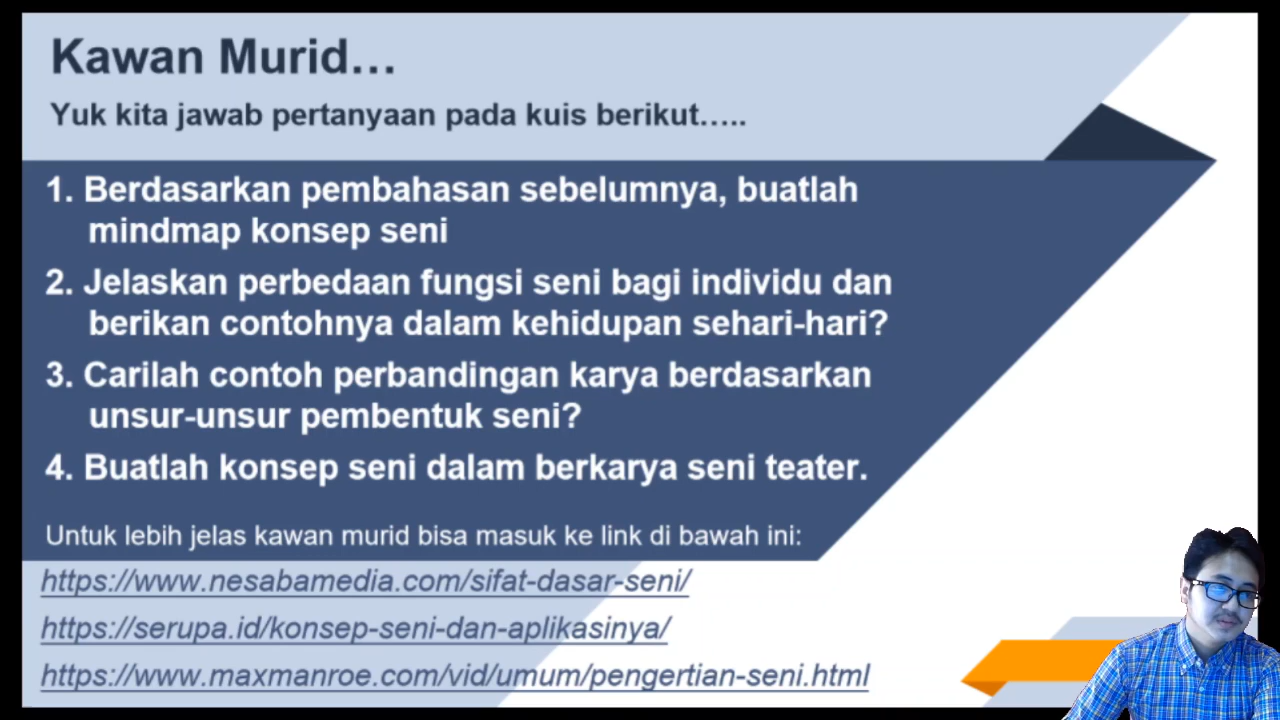 Kawan Murid...
Yuk kita jawab pertanyaan pada kuis berikut.....
1. Berdasarkan pembahasan sebelumnya, buatlah
mindmap konsep seni
2. Jelaskan perbedaan fungsi seni bagi individu dan
berikan contohnya dalam kehidupan sehari-hari?
3. Carilah contoh perbandingan karya berdasarkan
unsur-unsur pembentuk seni?
4. Buatlah konsep seni dalam berkarya seni teater.
Untuk lebih jelas kawan murid bisa masuk ke link di bawah ini:
https://www.nesabamedia.com/sifat-dasar-seni/
https://serupa.id/konsep-seni-dan-aplikasinya/
https://www.maxmanroe.com/vid/umum/pengertian-seni.html